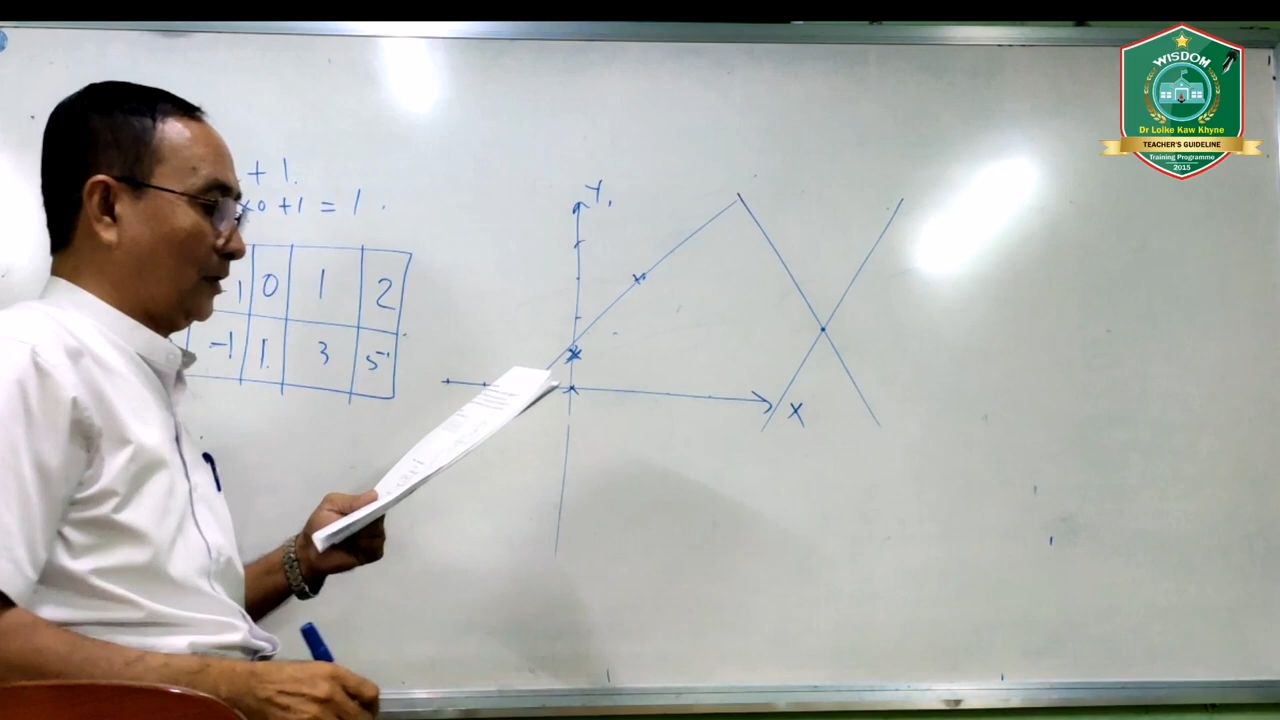 + 1.
x0 + 1 = 1.
-1 0 1 2
-1 1. 3 5
Y,
X
WISDOM
Dr Loike Kaw Khyne
TEACHER'S GUIDELINE
Training Programme
2015